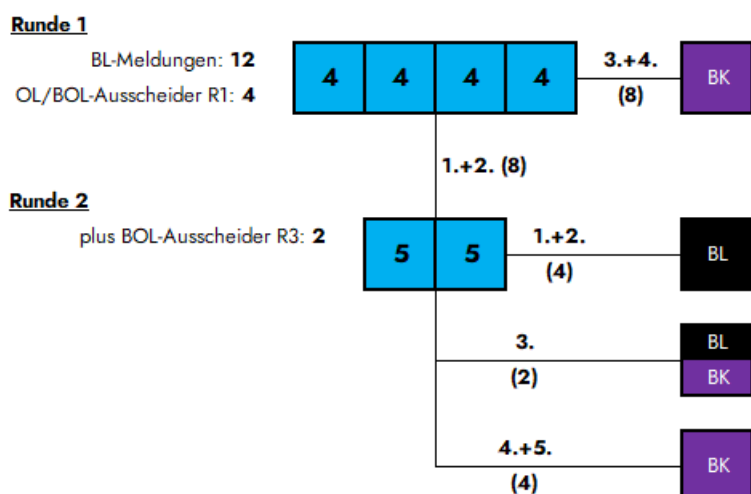 Runde 1
BL-Meldungen: 12
OL/BOL-Ausscheider R1: 4
4 4 4 4
3.+4.
(8)
BK
1.+2. (8)
Runde 2
plus BOL-Ausscheider R3: 2
5 5
1.+2.
(4)
BL
3.
(2)
BL
BK
4.+5.
(4)
BK